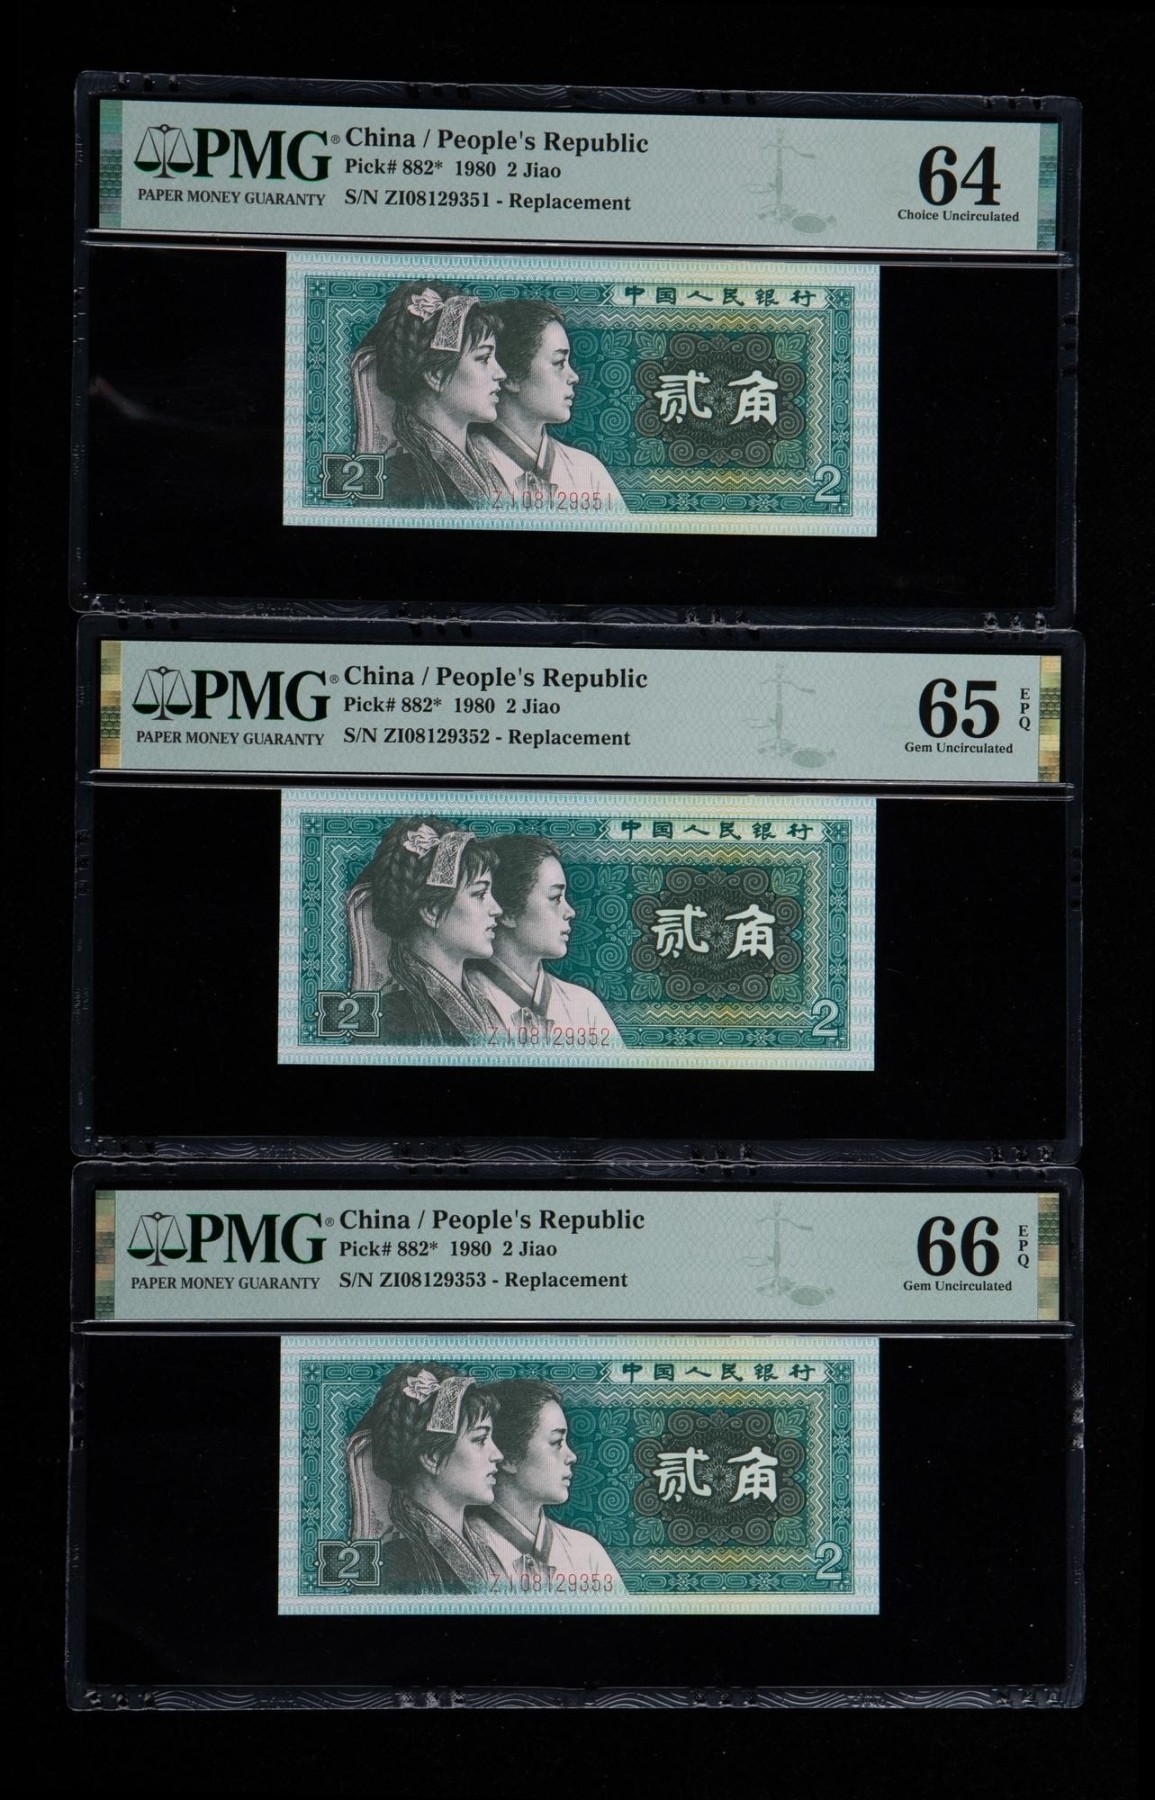 PMG®
PAPER MONEY GUARANTY
China / People's Republic
Pick# 882* 1980 2 Jiao
S/N ZI08129351 - Replacement
64
Choice Uncirculated
中国人民银行
贰角
2
2
ZI08129351
PMG®
PAPER MONEY GUARANTY
China / People's Republic
Pick# 882* 1980 2 Jiao
S/N ZI08129352 - Replacement
65
EPQ
Gem Uncirculated
中国人民银行
贰角
2
2
ZI08129352
PMG®
PAPER MONEY GUARANTY
China / People's Republic
Pick# 882* 1980 2 Jiao
S/N ZI08129353 - Replacement
66
EPQ
Gem Uncirculated
中国人民银行
贰角
2
2
ZI08129353